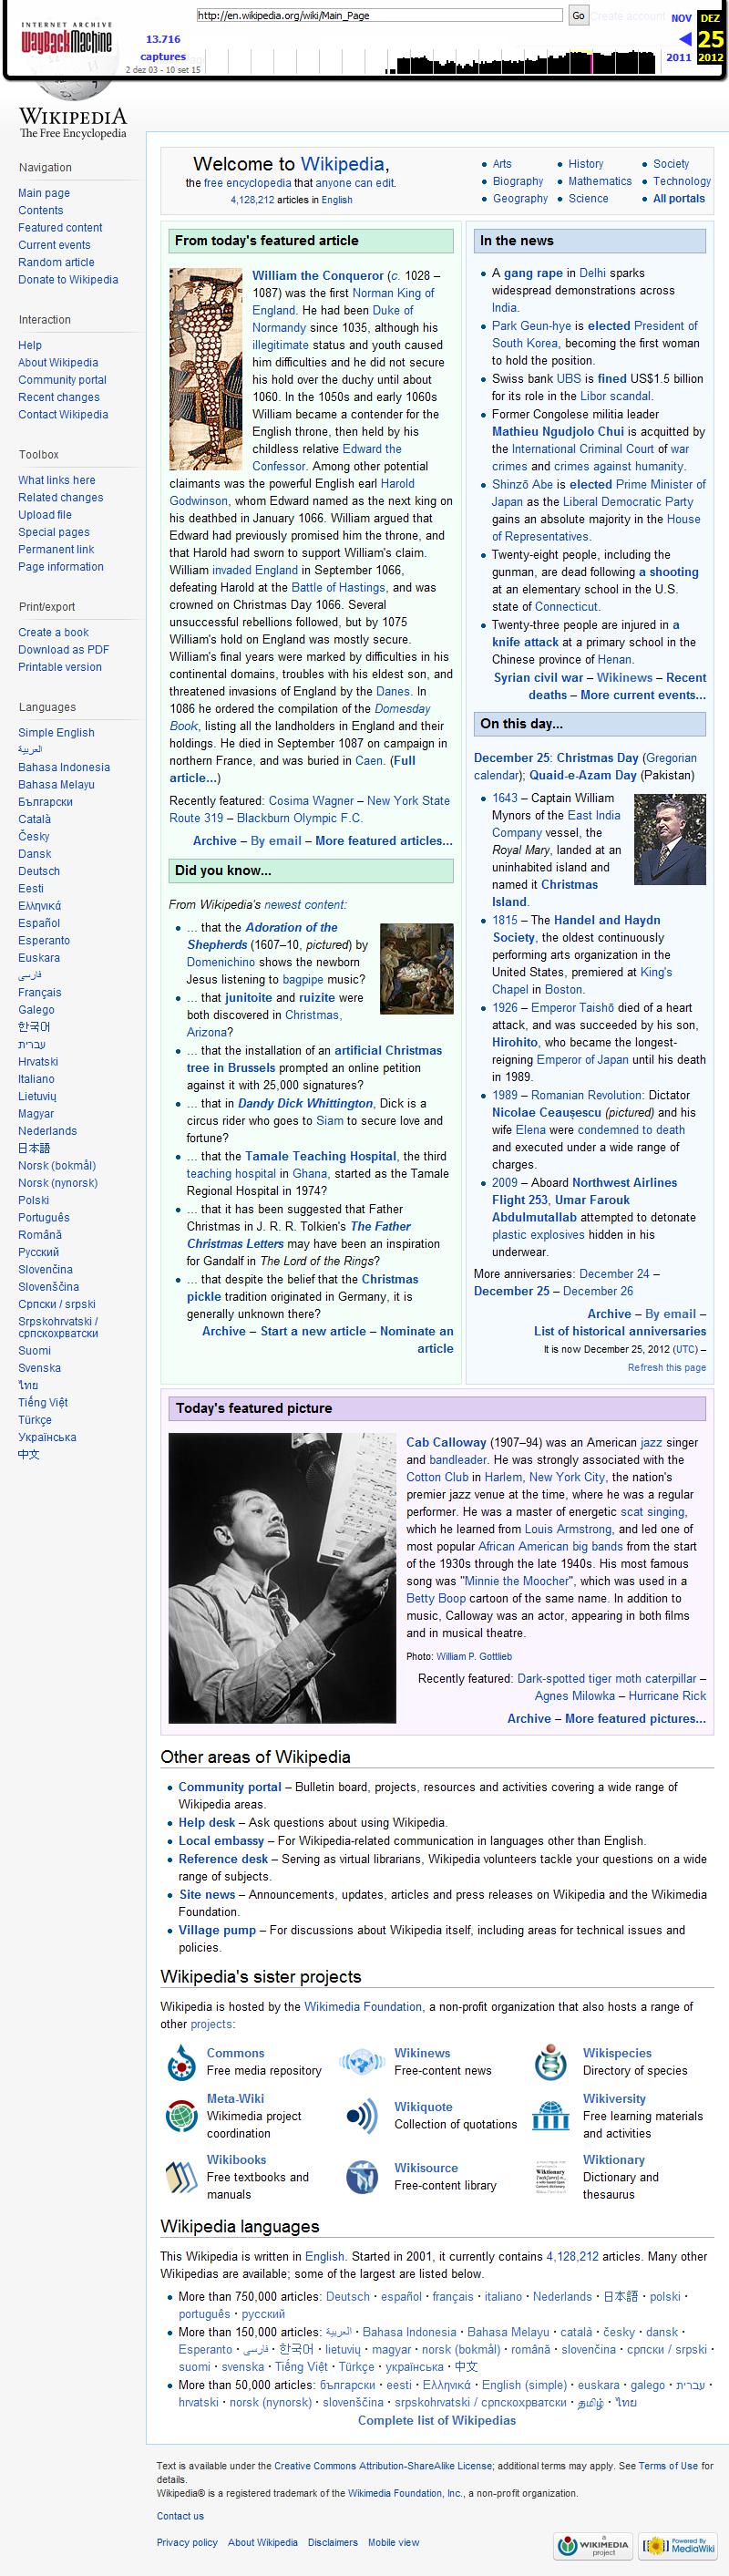 INTERNET ARCHIVE
WayBackMachine
http://en.wikipedia.org/wiki/Main_Page
Go
Create account
13.716
captures
2 dez 03 - 10 set 15
NOV
DEZ
25
2011
2012
WIKIPEDIA
The Free Encyclopedia
Navigation
Main page
Contents
Featured content
Current events
Random article
Donate to Wikipedia
Interaction
Help
About Wikipedia
Community portal
Recent changes
Contact Wikipedia
Toolbox
What links here
Related changes
Upload file
Special pages
Permanent link
Page information
Print/export
Create a book
Download as PDF
Printable version
Languages
Simple English
العربية
Bahasa Indonesia
Bahasa Melayu
Български
Català
Česky
Dansk
Deutsch
Eesti
Ελληνικά
Español
Esperanto
Euskara
فارسی
Français
Galego
한국어
עברית
Hrvatski
Italiano
Lietuvių
Magyar
Nederlands
日本語
Norsk (bokmål)
Norsk (nynorsk)
Polski
Português
Română
Русский
Slovenčina
Slovenščina
Српски / srpski
Srpskohrvatski /
српскохрватски
Suomi
Svenska
ไทย
Tiếng Việt
Türkçe
Українська
中文
Welcome to Wikipedia,
the free encyclopedia that anyone can edit.
4,128,212 articles in English
Arts
History
Society
Biography
Mathematics
Technology
Geography
Science
All portals
From today's featured article
William the Conqueror (c. 1028 –
1087) was the first Norman King of
England. He had been Duke of
Normandy since 1035, although his
illegitimate status and youth caused
him difficulties and he did not secure
his hold over the duchy until about
1060. In the 1050s and early 1060s
William became a contender for the
English throne, then held by his
childless relative Edward the
Confessor. Among other potential
claimants was the powerful English earl Harold
Godwinson, whom Edward named as the next king on
his deathbed in January 1066. William argued that
Edward had previously promised him the throne, and
that Harold had sworn to support William's claim.
William invaded England in September 1066,
defeating Harold at the Battle of Hastings, and was
crowned on Christmas Day 1066. Several
unsuccessful rebellions followed, but by 1075
William's hold on England was mostly secure.
William's final years were marked by difficulties in his
continental domains, troubles with his eldest son, and
threatened invasions of England by the Danes. In
1086 he ordered the compilation of the Domesday
Book, listing all the landholders in England and their
holdings. He died in September 1087 on campaign in
northern France, and was buried in Caen. (Full
article...)
Recently featured: Cosima Wagner – New York State
Route 319 – Blackburn Olympic F.C.
Archive – By email – More featured articles...
Did you know...
From Wikipedia's newest content:
... that the Adoration of the
Shepherds (1607–10, pictured) by
Domenichino shows the newborn
Jesus listening to bagpipe music?
... that junitoite and ruizite were
both discovered in Christmas,
Arizona?
... that the installation of an artificial Christmas
tree in Brussels prompted an online petition
against it with 25,000 signatures?
... that in Dandy Dick Whittington, Dick is a
circus rider who goes to Siam to secure love and
fortune?
... that the Tamale Teaching Hospital, the third
teaching hospital in Ghana, started as the Tamale
Regional Hospital in 1974?
... that it has been suggested that Father
Christmas in J. R. R. Tolkien's The Father
Christmas Letters may have been an inspiration
for Gandalf in The Lord of the Rings?
... that despite the belief that the Christmas
pickle tradition originated in Germany, it is
generally unknown there?
Archive – Start a new article – Nominate an
article
In the news
A gang rape in Delhi sparks
widespread demonstrations across
India.
Park Geun-hye is elected President of
South Korea, becoming the first woman
to hold the position.
Swiss bank UBS is fined US$1.5 billion
for its role in the Libor scandal.
Former Congolese militia leader
Mathieu Ngudjolo Chui is acquitted by
the International Criminal Court of war
crimes and crimes against humanity.
Shinzō Abe is elected Prime Minister of
Japan as the Liberal Democratic Party
gains an absolute majority in the House
of Representatives.
Twenty-eight people, including the
gunman, are dead following a shooting
at an elementary school in the U.S.
state of Connecticut.
Twenty-three people are injured in a
knife attack at a primary school in the
Chinese province of Henan.
Syrian civil war – Wikinews – Recent
deaths – More current events...
On this day...
December 25: Christmas Day (Gregorian
calendar); Quaid-e-Azam Day (Pakistan)
1643 – Captain William
Mynors of the East India
Company vessel, the
Royal Mary, landed at an
uninhabited island and
named it Christmas
Island.
1815 – The Handel and Haydn
Society, the oldest continuously
performing arts organization in the
United States, premiered at King's
Chapel in Boston.
1926 – Emperor Taishō died of a heart
attack, and was succeeded by his son,
Hirohito, who became the longest-
reigning Emperor of Japan until his death
in 1989.
1989 – Romanian Revolution: Dictator
Nicolae Ceaușescu (pictured) and his
wife Elena were condemned to death
and executed under a wide range of
charges.
2009 – Aboard Northwest Airlines
Flight 253, Umar Farouk
Abdulmutallab attempted to detonate
plastic explosives hidden in his
underwear.
More anniversaries: December 24 –
December 25 – December 26
Archive – By email –
List of historical anniversaries
It is now December 25, 2012 (UTC) –
Refresh this page
Today's featured picture
Cab Calloway (1907–94) was an American jazz singer
and bandleader. He was strongly associated with the
Cotton Club in Harlem, New York City, the nation's
premier jazz venue at the time, where he was a regular
performer. He was a master of energetic scat singing,
which he learned from Louis Armstrong, and led one of
most popular African American big bands from the start
of the 1930s through the late 1940s. His most famous
song was "Minnie the Moocher", which was used in a
Betty Boop cartoon of the same name. In addition to
music, Calloway was an actor, appearing in both films
and in musical theatre.
Photo: William P. Gottlieb
Recently featured: Dark-spotted tiger moth caterpillar –
Agnes Milowka – Hurricane Rick
Archive – More featured pictures...
Other areas of Wikipedia
Community portal – Bulletin board, projects, resources and activities covering a wide range of
Wikipedia areas.
Help desk – Ask questions about using Wikipedia.
Local embassy – For Wikipedia-related communication in languages other than English.
Reference desk – Serving as virtual librarians, Wikipedia volunteers tackle your questions on a wide
range of subjects.
Site news – Announcements, updates, articles and press releases on Wikipedia and the Wikimedia
Foundation.
Village pump – For discussions about Wikipedia itself, including areas for technical issues and
policies.
Wikipedia's sister projects
Wikipedia is hosted by the Wikimedia Foundation, a non-profit organization that also hosts a range of
other projects:
Commons
Free media repository
Wikinews
Free-content news
Wikispecies
Directory of species
Meta-Wiki
Wikimedia project
coordination
Wikiquote
Collection of quotations
Wikiversity
Free learning materials
and activities
Wikibooks
Free textbooks and
manuals
Wikisource
Free-content library
Wiktionary
Wiktionary
Dictionary and
thesaurus
Wikipedia languages
This Wikipedia is written in English. Started in 2001, it currently contains 4,128,212 articles. Many other
Wikipedias are available; some of the largest are listed below.
More than 750,000 articles: Deutsch · español · français · italiano · Nederlands · 日本語 · polski ·
português · русский
More than 150,000 articles: العربية · Bahasa Indonesia · Bahasa Melayu · català · česky · dansk ·
Esperanto · فارسی · 한국어 · lietuvių · magyar · norsk (bokmål) · română · slovenčina · српски / srpski ·
suomi · svenska · Tiếng Việt · Türkçe · українська · 中文
More than 50,000 articles: български · eesti · Ελληνικά · English (simple) · euskara · galego · עברית ·
hrvatski · norsk (nynorsk) · slovenščina · srpskohrvatski / српскохрватски · தமிழ் · ไทย
Complete list of Wikipedias
Text is available under the Creative Commons Attribution-ShareAlike License; additional terms may apply. See Terms of Use for
details.
Wikipedia® is a registered trademark of the Wikimedia Foundation, Inc., a non-profit organization.
Contact us
Privacy policy
About Wikipedia
Disclaimers
Mobile view
a
WIKIMEDIA
project
Powered By
MediaWiki